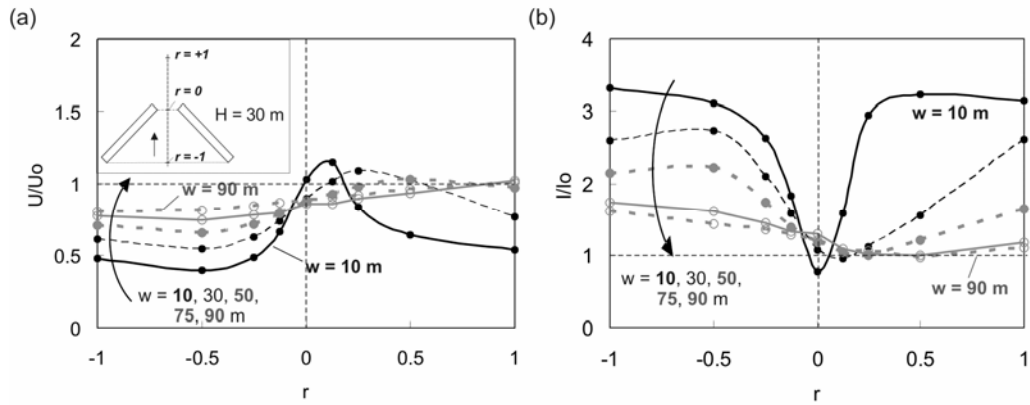 (a)
2
1.5
1
0.5
0
U/Uo
r = +1
r = 0
r = -1
H = 30 m
w = 90 m
w = 10 m
w = 10, 30, 50,
75, 90 m
-1
-0.5
0
0.5
1
r
(b)
4
3
2
1
0
I/Io
w = 10 m
w = 10, 30, 50,
75, 90 m
w = 90 m
-1
-0.5
0
0.5
1
r